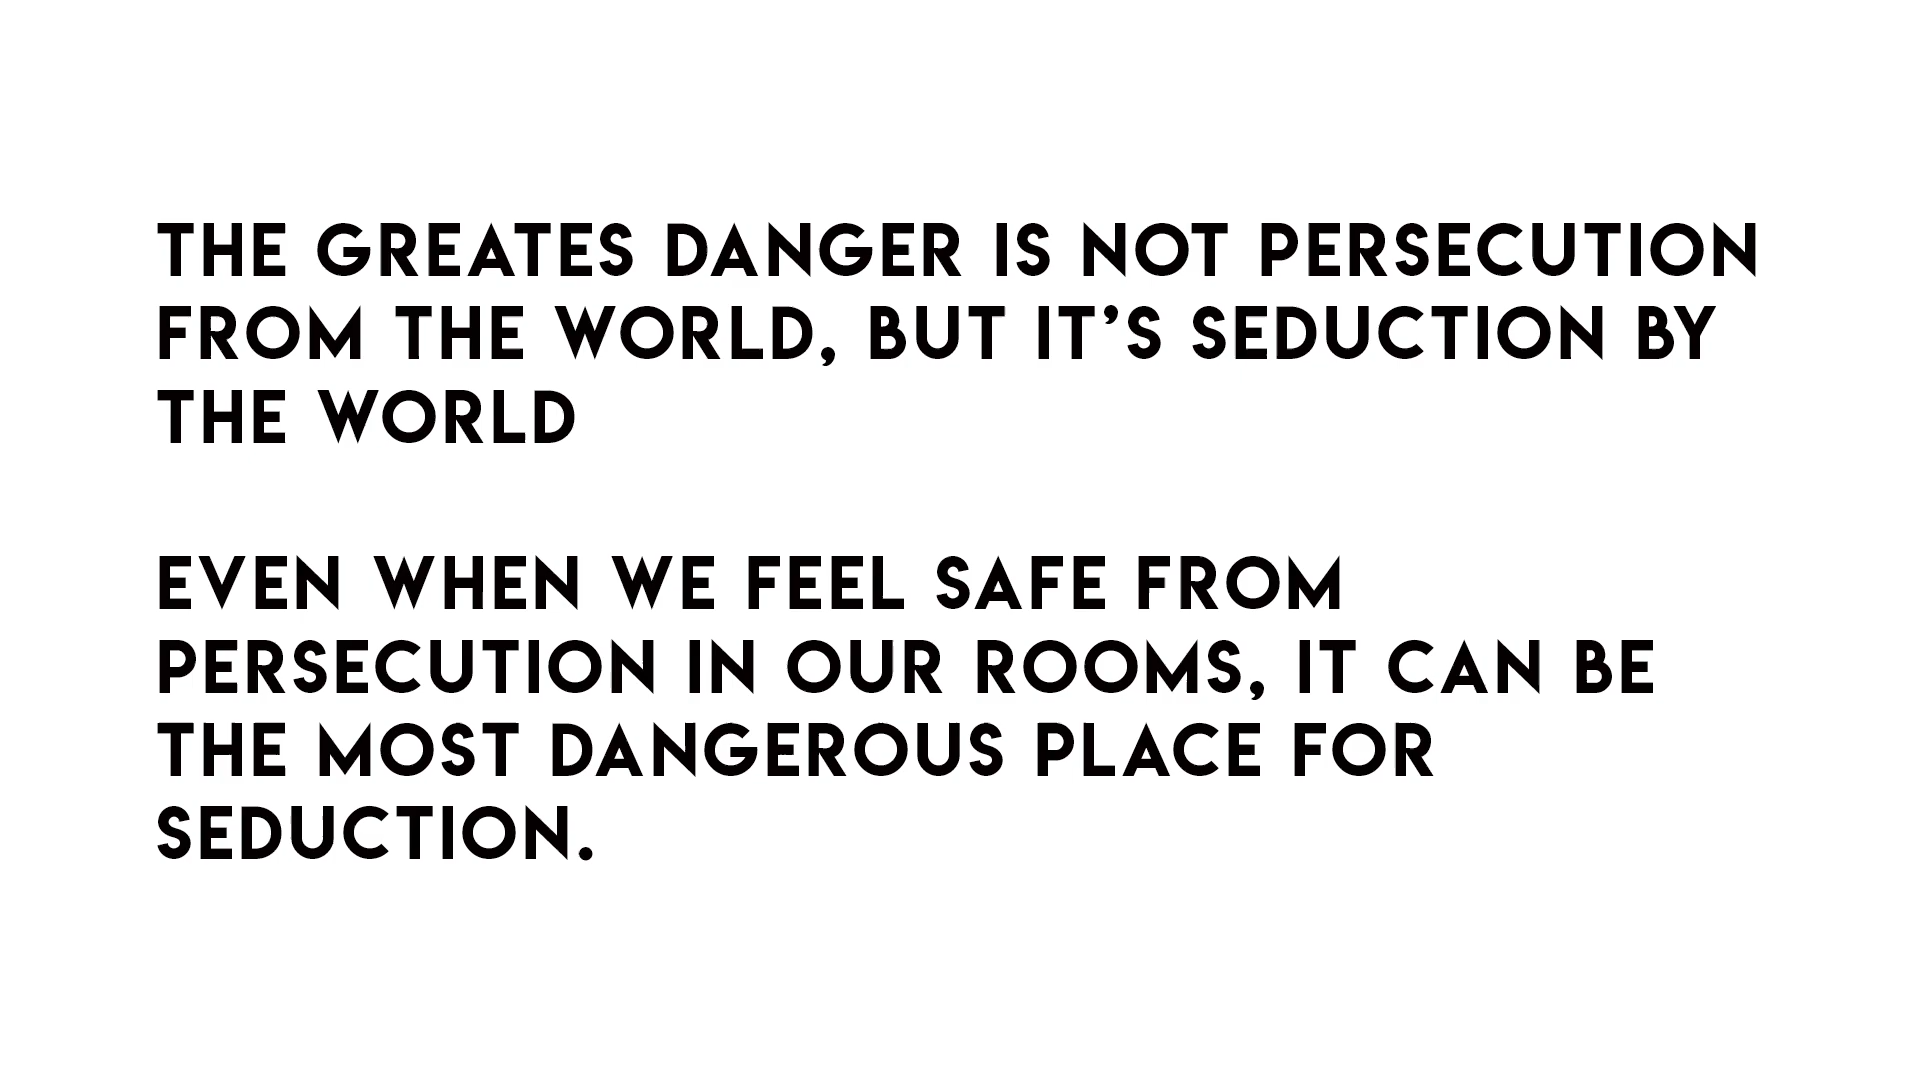 THE GREATES DANGER IS NOT PERSECUTION
FROM THE WORLD, BUT IT’S SEDUCTION BY
THE WORLD
EVEN WHEN WE FEEL SAFE FROM
PERSECUTION IN OUR ROOMS, IT CAN BE
THE MOST DANGEROUS PLACE FOR
SEDUCTION.